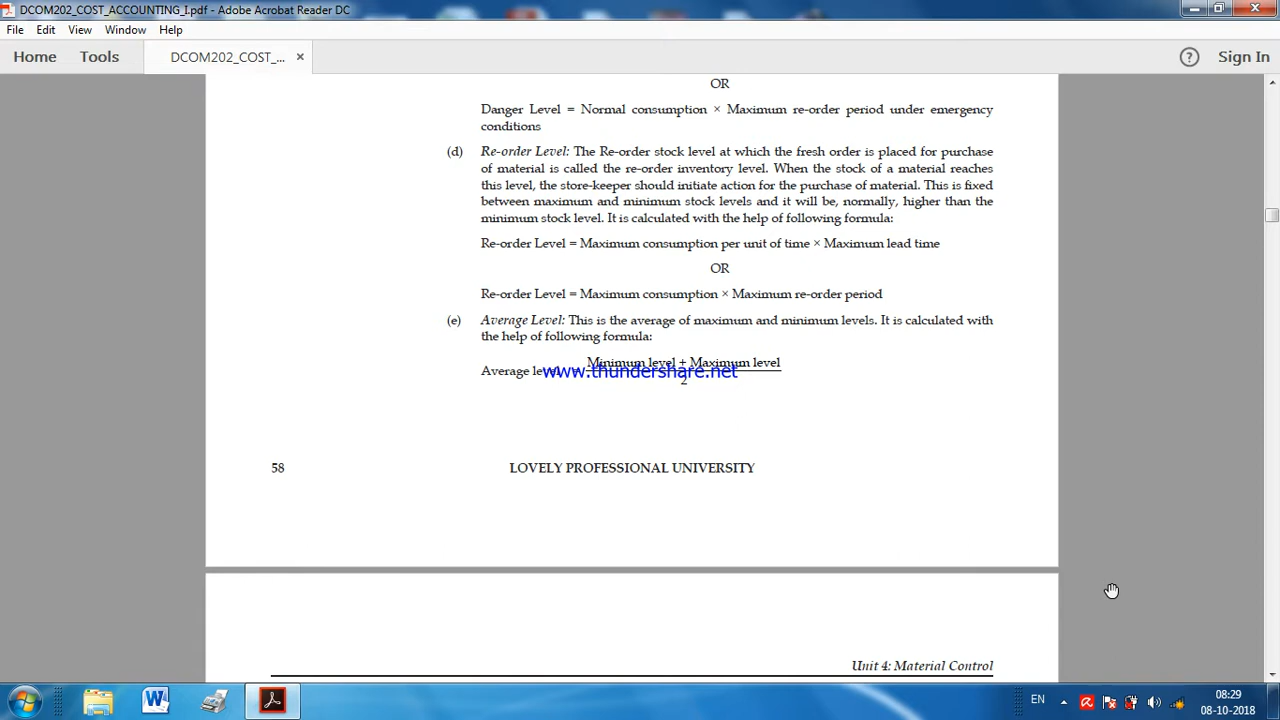 DCOM202_COST_ACCOUNTING_I.pdf - Adobe Acrobat Reader DC
File Edit View Window Help
Home Tools DCOM202_COST_... × Sign In
OR
Danger Level = Normal consumption × Maximum re-order period under emergency
conditions
(d) Re-order Level: The Re-order stock level at which the fresh order is placed for purchase
of material is called the re-order inventory level. When the stock of a material reaches
this level, the store-keeper should initiate action for the purchase of material. This is fixed
between maximum and minimum stock levels and it will be, normally, higher than the
minimum stock level. It is calculated with the help of following formula:
Re-order Level = Maximum consumption per unit of time × Maximum lead time
OR
Re-order Level = Maximum consumption × Maximum re-order period
(e) Average Level: This is the average of maximum and minimum levels. It is calculated with
the help of following formula:
Average level = Minimum level + Maximum level
2
www.thundershare.net
58 LOVELY PROFESSIONAL UNIVERSITY
Unit 4: Material Control
EN 08:29
08-10-2018